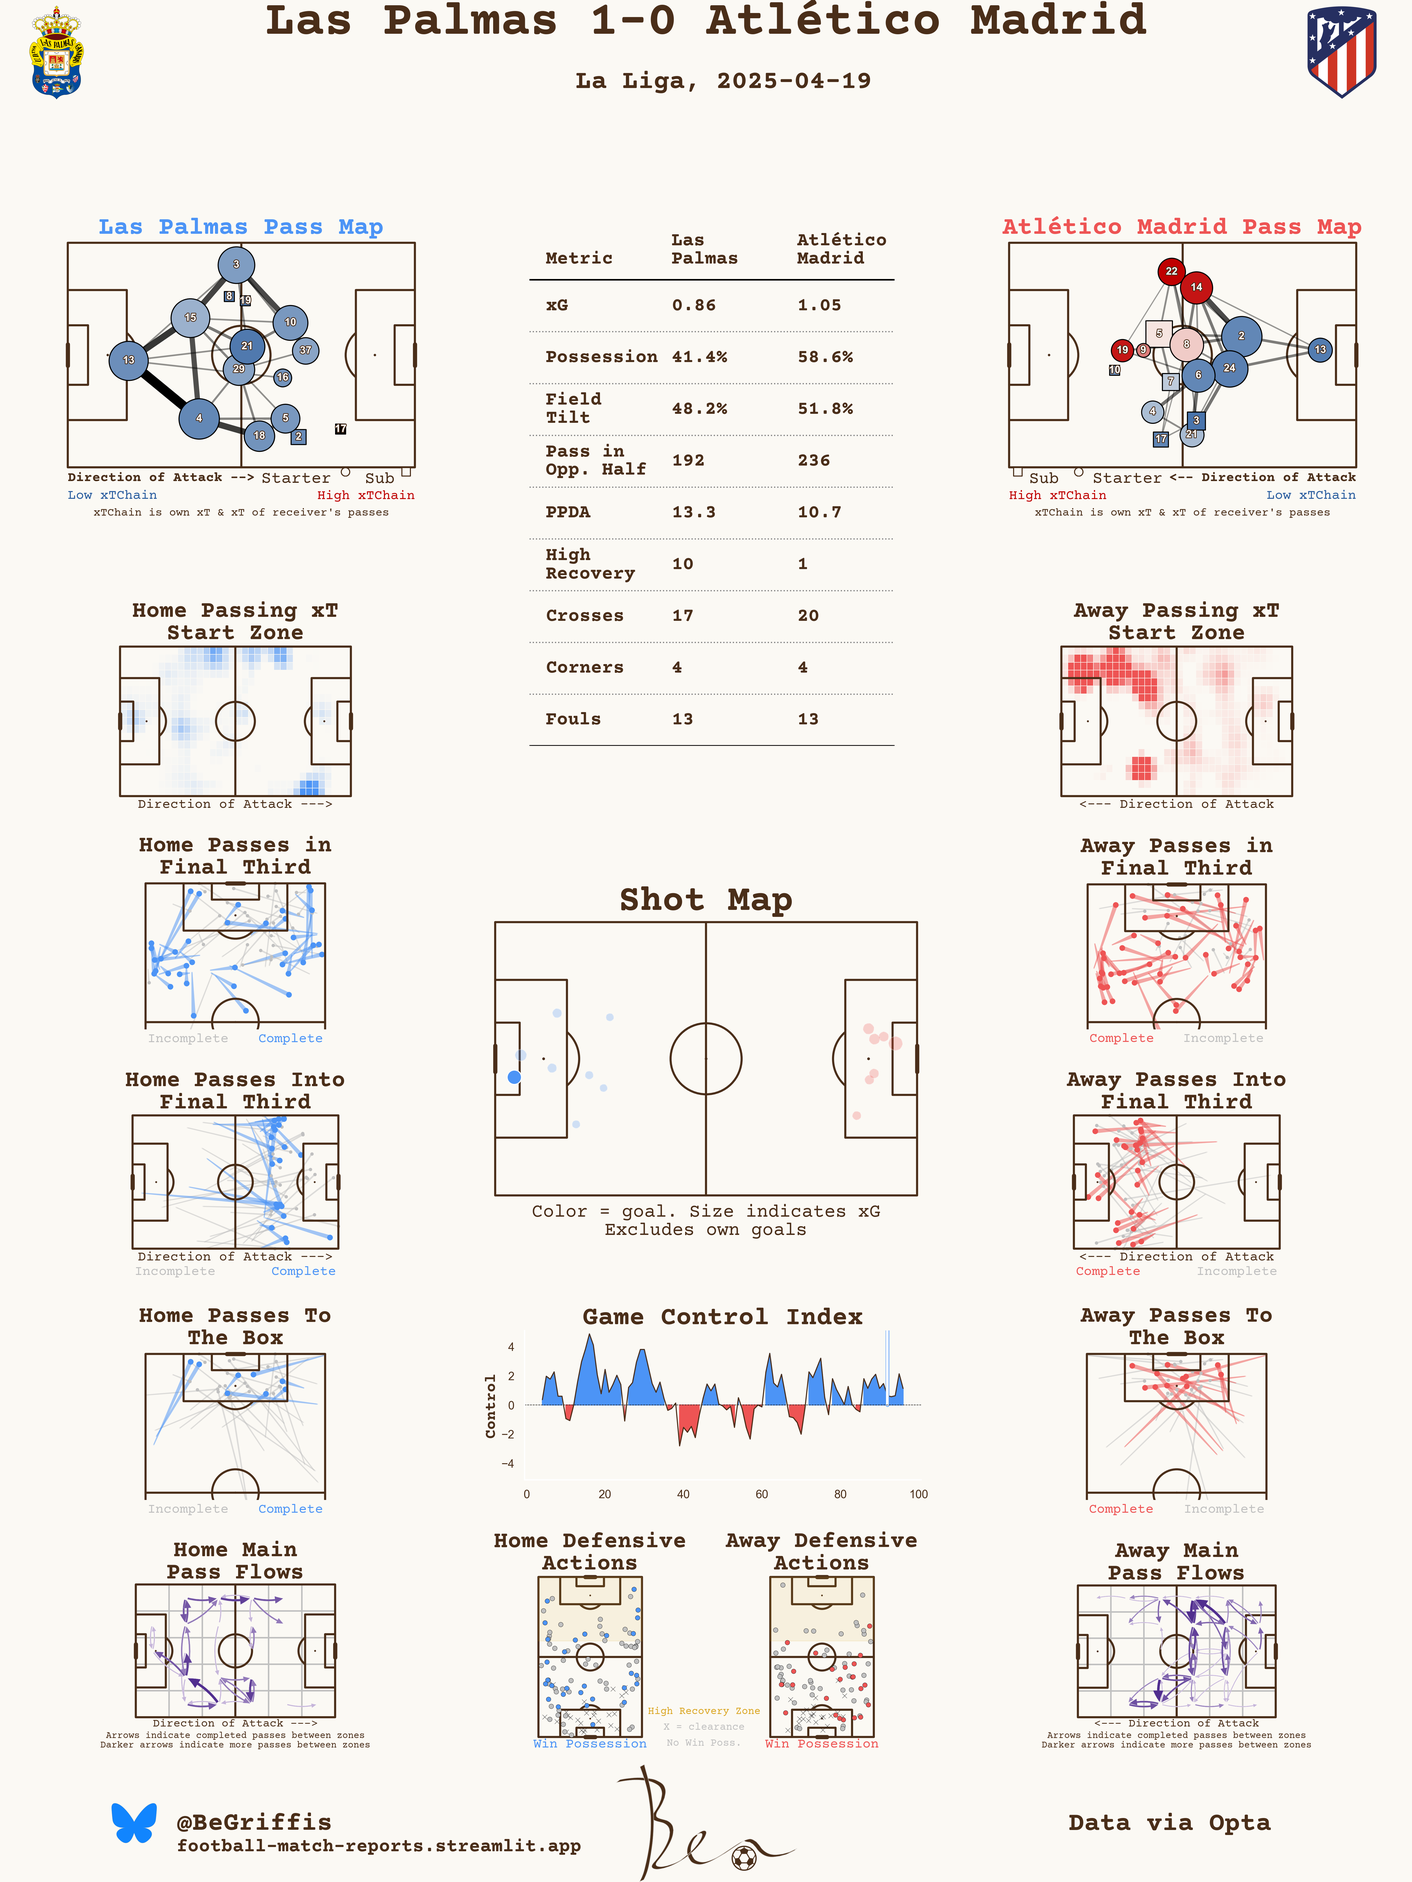 Las Palmas 1-0 Atlético Madrid
La Liga, 2025-04-19
Las Palmas Pass Map
3
8
19
15
10
21
37
13
29
16
4
5
18
2
17
Direction of Attack --> Starter Sub
Low xTChain High xTChain
xTChain is own xT & xT of receiver's passes
Metric Las Palmas Atlético Madrid
xG 0.86 1.05
Possession 41.4% 58.6%
Field Tilt 48.2% 51.8%
Pass in Opp. Half 192 236
PPDA 13.3 10.7
High Recovery 10 1
Crosses 17 20
Corners 4 4
Fouls 13 13
Atlético Madrid Pass Map
22
14
5
8
2
19
9
13
10
6
24
7
4
3
17
21
Sub Starter <-- Direction of Attack
High xTChain Low xTChain
xTChain is own xT & xT of receiver's passes
Home Passing xT
Start Zone
Direction of Attack --->
Away Passing xT
Start Zone
<--- Direction of Attack
Home Passes in
Final Third
Incomplete Complete
Away Passes in
Final Third
Complete Incomplete
Shot Map
Color = goal. Size indicates xG
Excludes own goals
Home Passes Into
Final Third
Direction of Attack --->
Incomplete Complete
Away Passes Into
Final Third
<--- Direction of Attack
Complete Incomplete
Home Passes To
The Box
Incomplete Complete
Game Control Index
Control
4
2
0
−2
−4
0 20 40 60 80 100
Away Passes To
The Box
Complete Incomplete
Home Main
Pass Flows
Direction of Attack --->
Arrows indicate completed passes between zones
Darker arrows indicate more passes between zones
Home Defensive
Actions
Win Possession
High Recovery Zone
X = clearance
No Win Poss.
Away Defensive
Actions
Win Possession
Away Main
Pass Flows
<--- Direction of Attack
Arrows indicate completed passes between zones
Darker arrows indicate more passes between zones
@BeGriffis
football-match-reports.streamlit.app
Ben
Data via Opta